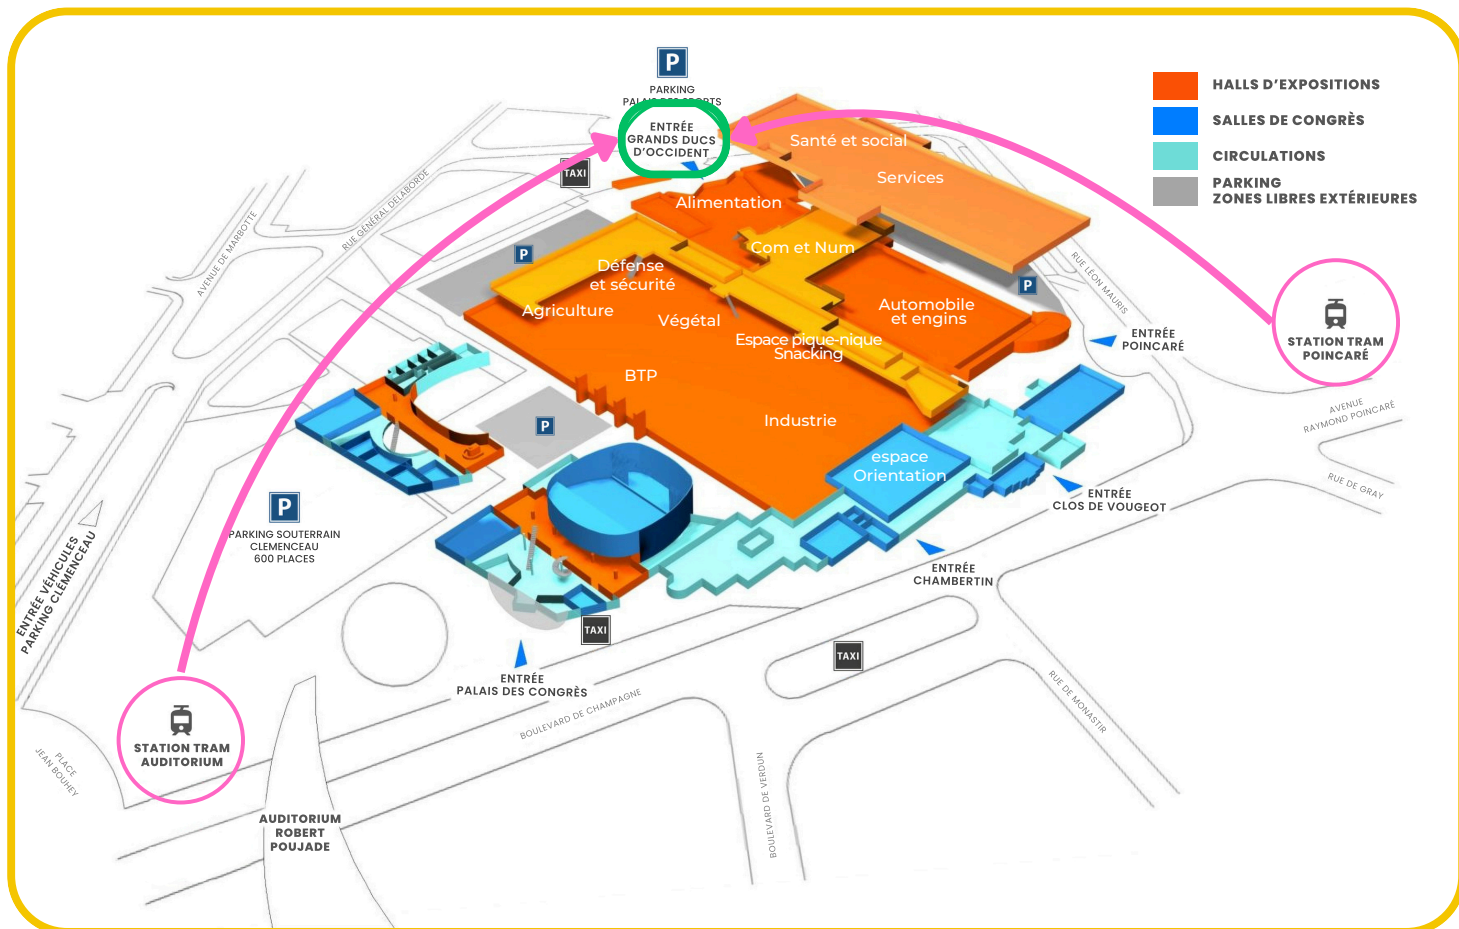 P
PARKING
PALAIS DES SPORTS
ENTRÉE
GRANDS DUCS
D'OCCIDENT
TAXI
HALLS D'EXPOSITIONS
SALLES DE CONGRÈS
CIRCULATIONS
PARKING
ZONES LIBRES EXTÉRIEURES
Santé et social
Services
Alimentation
Com et Num
Défense
et sécurité
Agriculture
Végétal
Automobile
et engins
Espace pique-nique
Snacking
BTP
Industrie
espace
Orientation
P
P
P
AVENUE DE MARBOTTE
RUE GÉNÉRAL DELABORDE
RUE LÉON MAURIS
ENTRÉE
POINCARÉ
STATION TRAM
POINCARÉ
AVENUE
RAYMOND POINCARÉ
RUE DE GRAY
ENTRÉE
CLOS DE VOUGEOT
ENTRÉE
CHAMBERTIN
P
PARKING SOUTERRAIN
CLEMENCEAU
600 PLACES
ENTRÉE VÉHICULES
PARKING CLÉMENCEAU
TAXI
TAXI
ENTRÉE
PALAIS DES CONGRÈS
BOULEVARD DE CHAMPAGNE
RUE DE MONASTIR
BOULEVARD DE VERDUN
STATION TRAM
AUDITORIUM
PLACE
JEAN BOUHEY
AUDITORIUM
ROBERT
POUJADE